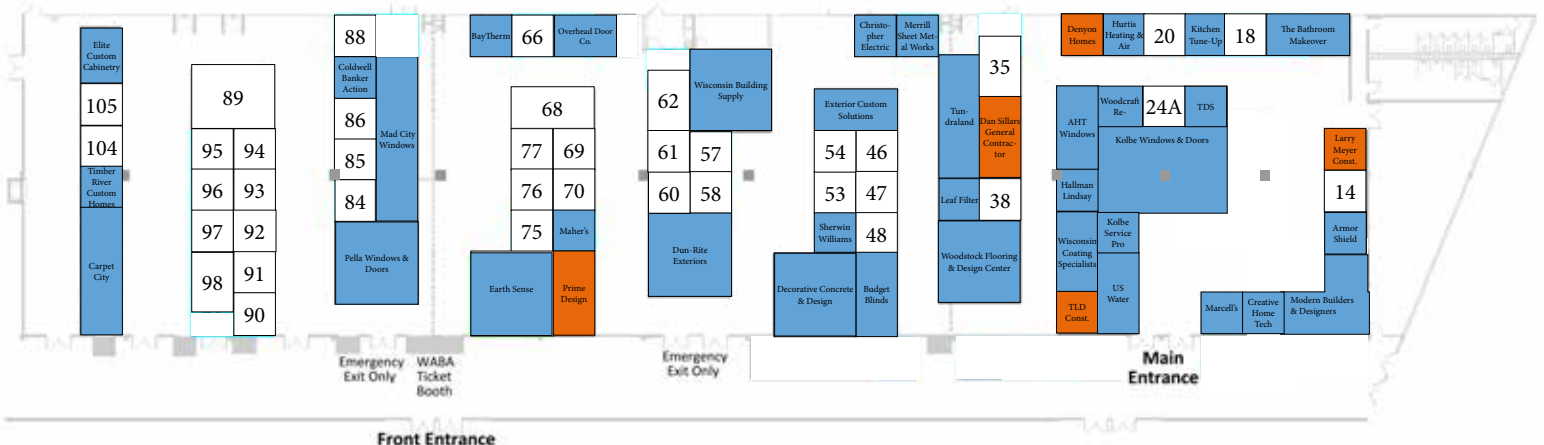 Elite
Custom
Cabinetry
105
104
Timber
River
Custom
Homes
Carpet
City
89
95
94
96
93
97
92
98
91
90
88
Coldwell
Banker
Action
86
85
84
Mad City
Windows
Pella Windows &
Doors
BayTherm
66
Overhead Door
Co.
68
77
69
76
70
75
Maher's
Earth Sense
Prime
Design
62
Wisconsin Building
Supply
61
57
60
58
Dun-Rite
Exteriors
Christo-
pher
Electric
Merrill
Sheet Met-
al Works
Exterior Custom
Solutions
54
46
53
47
Sherwin
Williams
48
Decorative Concrete
& Design
Budget
Blinds
35
Tun-
draland
Dan Sillars
General
Contrac-
tor
Leaf Filter
38
Woodstock Flooring
& Design Center
Denyon
Homes
Hurtis
Heating &
Air
20
Kitchen
Tune-Up
18
The Bathroom
Makeover
AHT
Windows
Woodcraft
Re-
24A
TDS
Kolbe Windows & Doors
Hallman
Lindsay
Wisconsin
Coating
Specialists
Kolbe
Service
Pro
US
Water
TLD
Const.
Larry
Meyer
Const.
14
Armor
Shield
Marcell's
Creative
Home
Tech
Modern Builders
& Designers
Emergency
Exit Only
WABA
Ticket
Booth
Emergency
Exit Only
Main
Entrance
Front Entrance